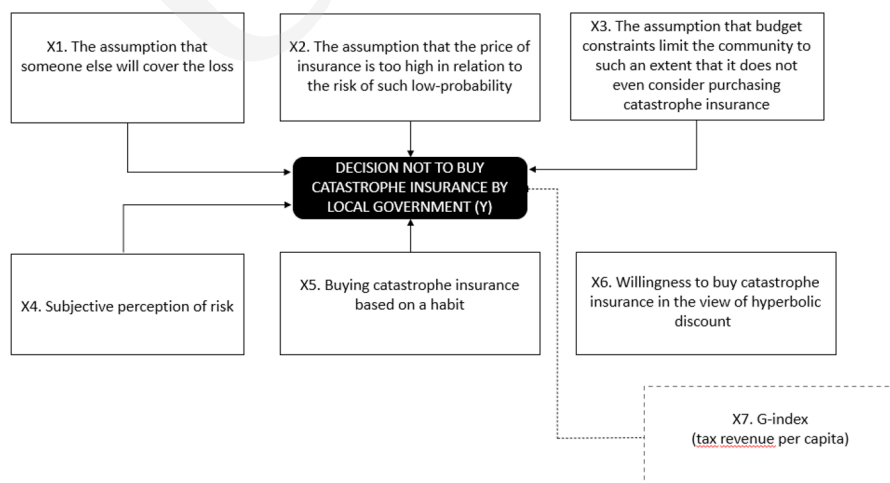 X1. The assumption that
someone else will cover the loss
X2. The assumption that the price of
insurance is too high in relation to
the risk of such low-probability
X3. The assumption that budget
constraints limit the community to
such an extent that it does not
even consider purchasing
catastrophe insurance
DECISION NOT TO BUY
CATASTROPHE INSURANCE BY
LOCAL GOVERNMENT (Y)
X4. Subjective perception of risk
X5. Buying catastrophe insurance
based on a habit
X6. Willingness to buy catastrophe
insurance in the view of hyperbolic
discount
X7. G-index
(tax revenue per capita)